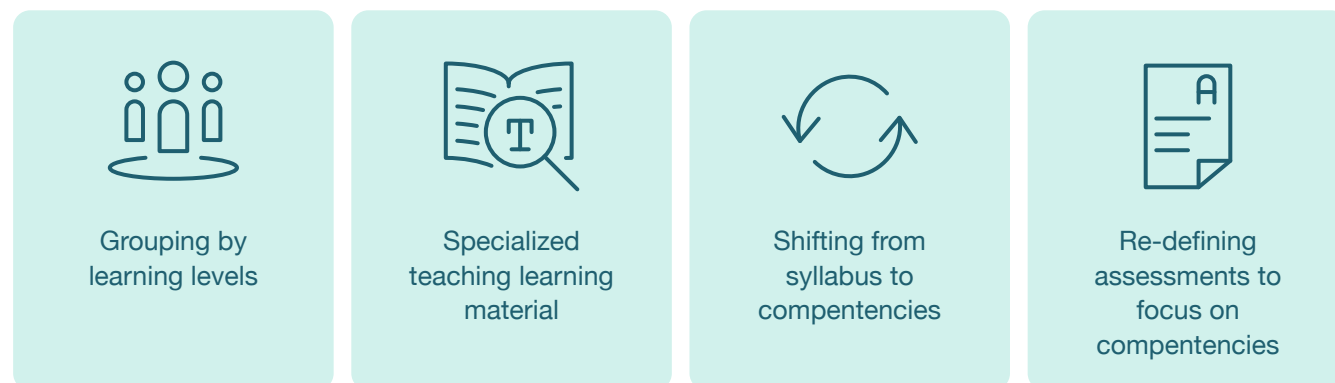 Grouping by
learning levels
Specialized
teaching learning
material
Shifting from
syllabus to
compentencies
Re-defining
assessments to
focus on
compentencies